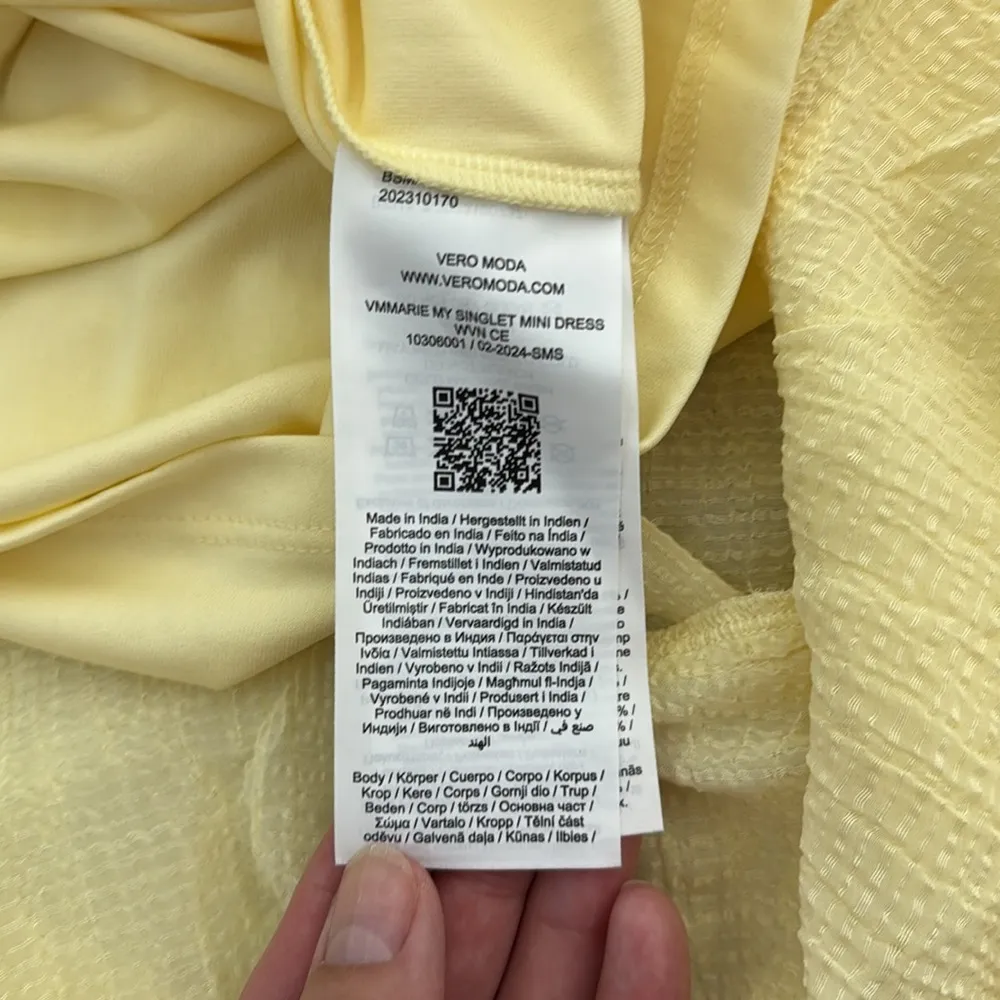 202310170
VERO MODA
WWW.VEROMODA.COM
VMMARIE MY SINGLET MINI DRESS
WVN CE
10306001 / 02-2024-SMS
Made in India / Hergestellt in Indien /
Fabricado en India / Feito na Índia /
Prodotto in India / Wyprodukowano w
Indiach / Fremstillet i Indien / Valmistatud
Indias / Fabriqué en Inde / Proizvedeno u
Indiji / Proizvedeno v Indiji / Hindistan'da
Üretilmiştir / Fabricat în India / Készült
Indiában / Vervaardigd in India /
Произведено в Индия / Παράγεται στην
Ινδία / Valmistettu Intiassa / Tillverkad i
Indien / Vyrobeno v Indii / Ražots Indijā /
Pagaminta Indijoje / Magħmul fl-Indja /
Vyrobené v Indii / Produsert i India /
Prodhuar në Indi / Произведено у
Индији / Виготовлено в Індії / صنع في
الهند
Body / Körper / Cuerpo / Corpo / Korpus /
Krop / Kere / Corps / Gornji dio / Trup /
Beden / Corp / törzs / Основна част /
Σώμα / Vartalo / Kropp / Tělní část
oděvu / Galvenā daļa / Kūnas / Ilbies /